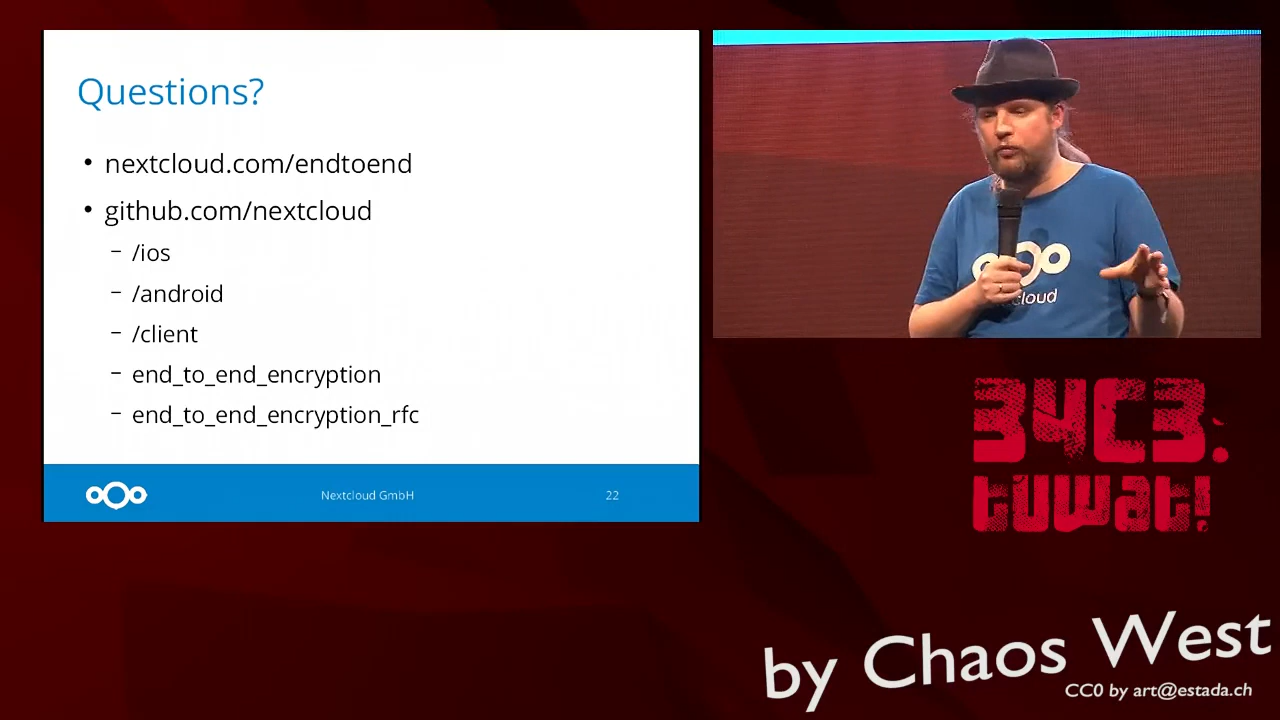 Questions?
• nextcloud.com/endtoend
• github.com/nextcloud
– /ios
– /android
– /client
– end_to_end_encryption
– end_to_end_encryption_rfc
Nextcloud GmbH
22
cloud
34C3:
tuwat!
by Chaos West
CC0 by art@estada.ch